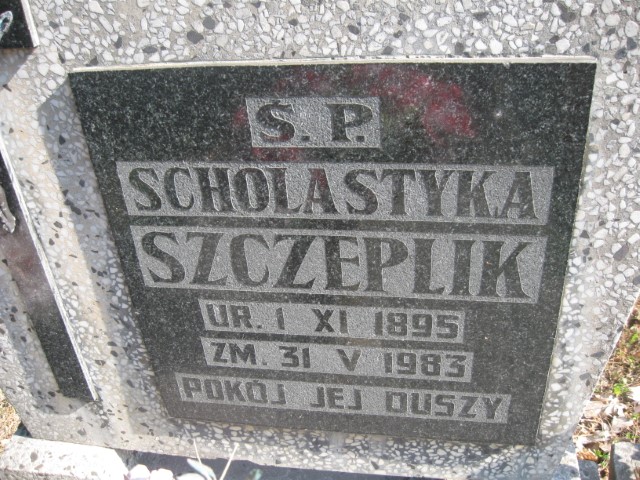 Ś. P.
SCHOLASTYKA
SZCZEPLIK
UR. 1 XI 1895
ZM. 31 V 1983
POKÓJ JEJ DUSZY